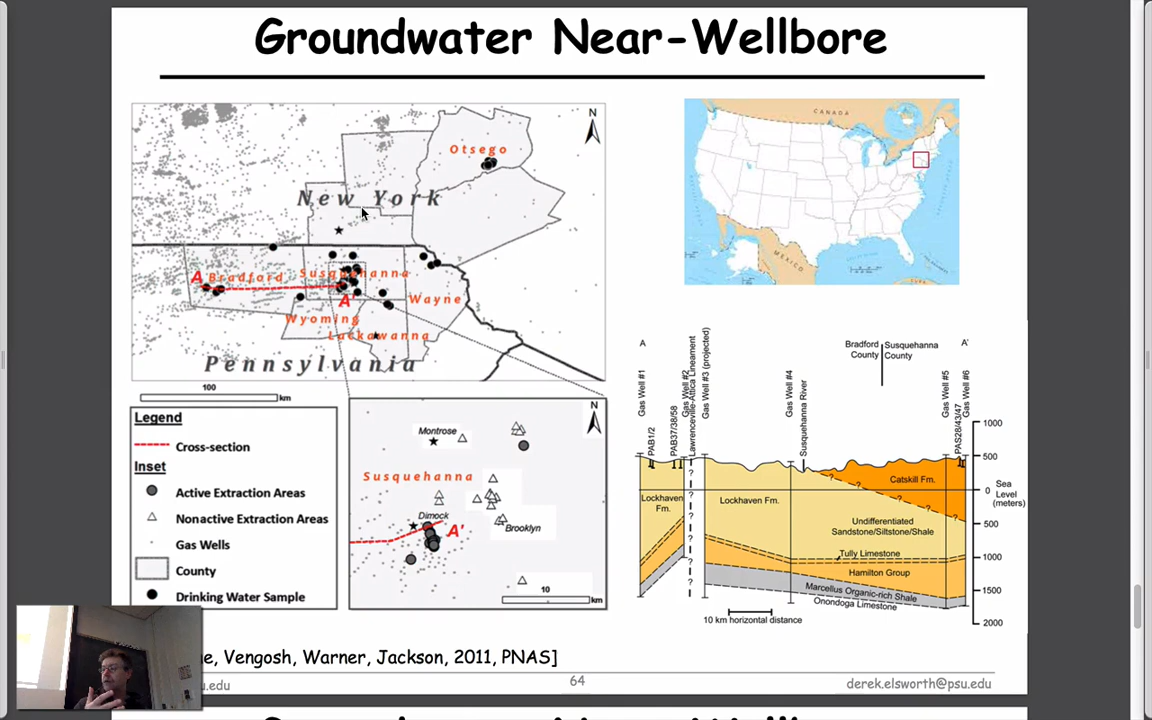 Groundwater Near-Wellbore
N
Otsego
New York
A Bradford Susquehanna
A'
Wayne
Wyoming
Lackawanna
Pennsylvania
100
km
Legend
Cross-section
Inset
Active Extraction Areas
Nonactive Extraction Areas
Gas Wells
County
Drinking Water Sample
N
Montrose
Susquehanna
Dimock
A'
Brooklyn
10
km
CANADA
MEXICO
A
Bradford County
Susquehanna County
A'
Gas Well #1
PAB1/2
PAB37/38/58
Gas Well #2
Lawrenceville-Attica Lineament
Gas Well #3 (projected)
Gas Well #4
Susquehanna River
Gas Well #5
PAS28/43/47
Gas Well #6
1000
500
0
Sea Level (meters)
500
1000
1500
2000
Lockhaven Fm.
Lockhaven Fm.
Catskill Fm.
Undifferentiated
Sandstone/Siltstone/Shale
Tully Limestone
Hamilton Group
Marcellus Organic-rich Shale
Onondoga Limestone
? ? ? ? ? ?
? ? ? ? ?
10 km horizontal distance
Vengosh, Warner, Jackson, 2011, PNAS]
su.edu
64
derek.elsworth@psu.edu